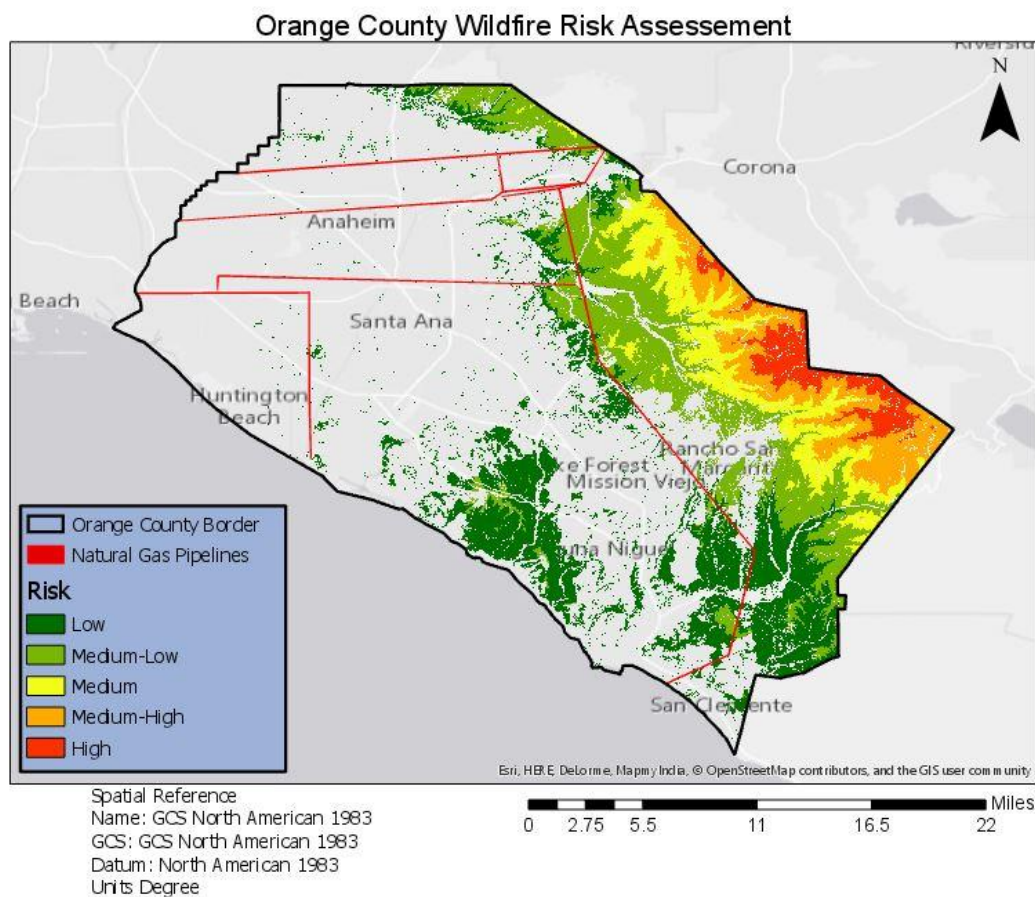 Orange County Wildfire Risk Assessement
N
Corona
Anaheim
Beach
Santa Ana
Huntington
Beach
Rancho
Forest
Mission
San Clemente
Orange County Border
Natural Gas Pipelines
Risk
Low
Medium-Low
Medium
Medium-High
High
Esri, HERE, DeLorme, MapmyIndia, © OpenStreetMap contributors, and the GIS user community
Spatial Reference
Name: GCS North American 1983
GCS: GCS North American 1983
Datum: North American 1983
Units Degree
Miles
0 2.75 5.5 11 16.5 22